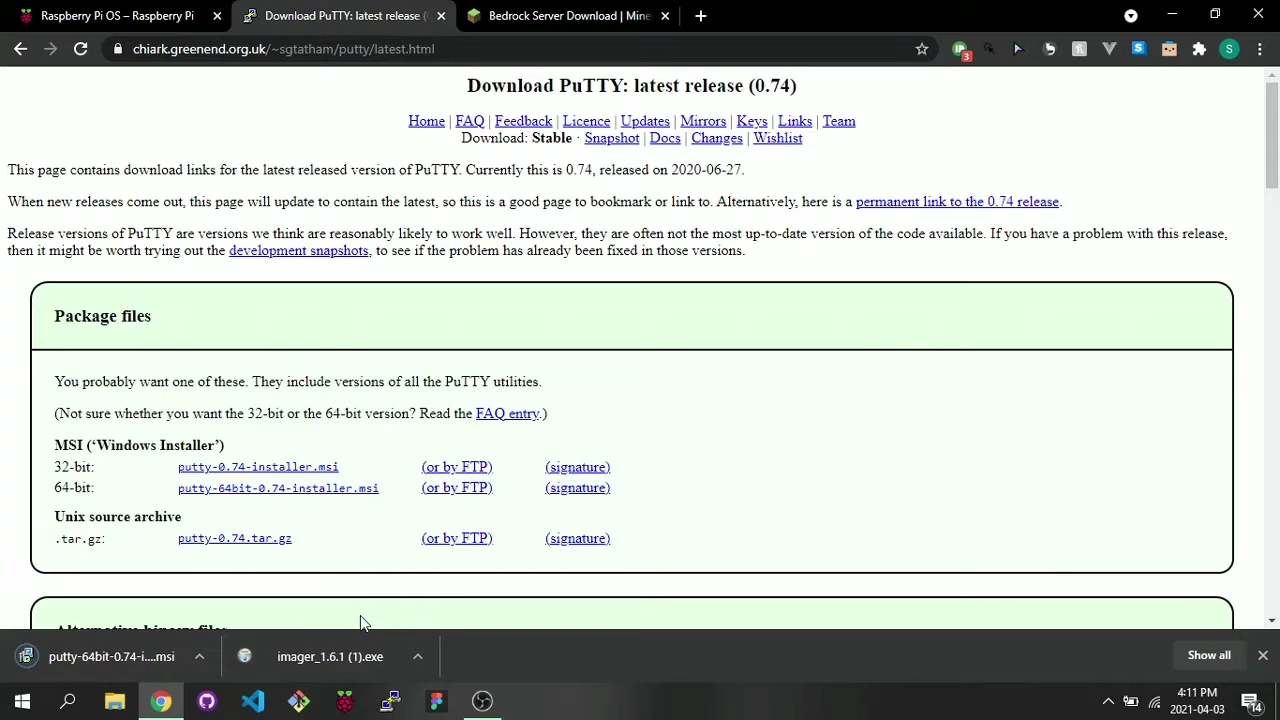 Raspberry Pi OS – Raspberry Pi
Download PuTTY: latest release (
Bedrock Server Download | Mine
chiark.greenend.org.uk/~sgtatham/putty/latest.html
3
S
Download PuTTY: latest release (0.74)
Home | FAQ | Feedback | Licence | Updates | Mirrors | Keys | Links | Team
Download: Stable · Snapshot | Docs | Changes | Wishlist
This page contains download links for the latest released version of PuTTY. Currently this is 0.74, released on 2020-06-27.
When new releases come out, this page will update to contain the latest, so this is a good page to bookmark or link to. Alternatively, here is a permanent link to the 0.74 release.
Release versions of PuTTY are versions we think are reasonably likely to work well. However, they are often not the most up-to-date version of the code available. If you have a problem with this release,
then it might be worth trying out the development snapshots, to see if the problem has already been fixed in those versions.
Package files
You probably want one of these. They include versions of all the PuTTY utilities.
(Not sure whether you want the 32-bit or the 64-bit version? Read the FAQ entry.)
MSI (‘Windows Installer’)
32-bit: putty-0.74-installer.msi (or by FTP) (signature)
64-bit: putty-64bit-0.74-installer.msi (or by FTP) (signature)
Unix source archive
.tar.gz: putty-0.74.tar.gz (or by FTP) (signature)
Alternative binary files
putty-64bit-0.74-i....msi
imager_1.6.1 (1).exe
Show all
4:11 PM
2021-04-03
14